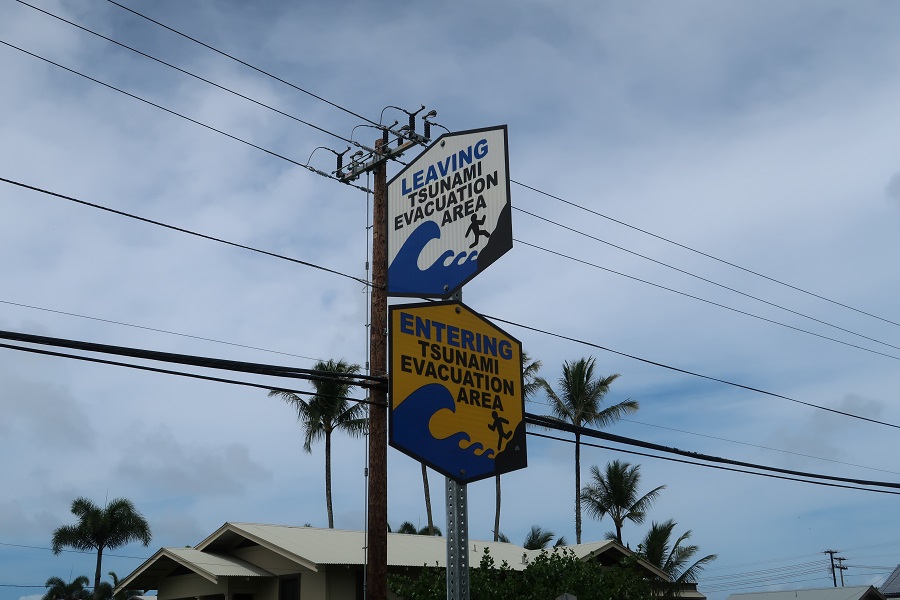 LEAVING
TSUNAMI
EVACUATION
AREA
ENTERING
TSUNAMI
EVACUATION
AREA